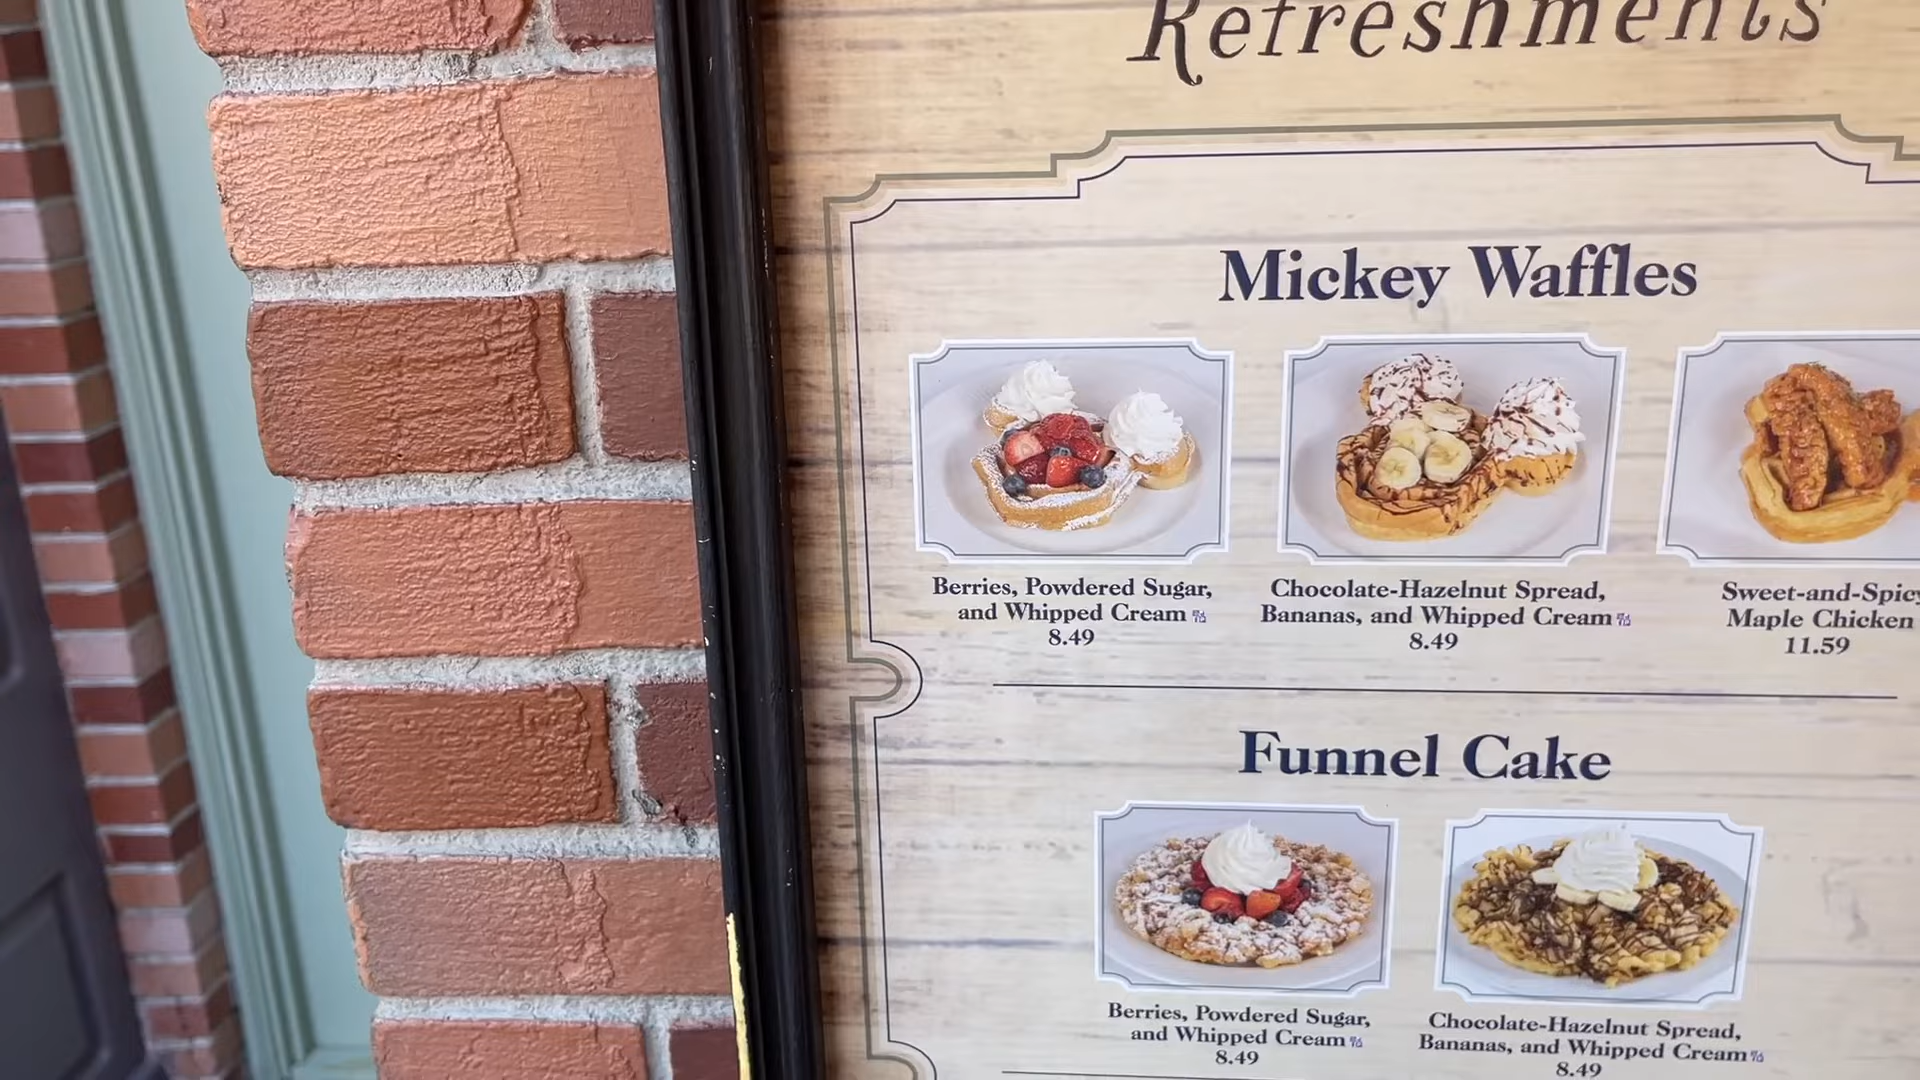 Refreshments
Mickey Waffles
Berries, Powdered Sugar,
and Whipped Cream
8.49
Chocolate-Hazelnut Spread,
Bananas, and Whipped Cream
8.49
Sweet-and-Spicy
Maple Chicken
11.59
Funnel Cake
Berries, Powdered Sugar,
and Whipped Cream
8.49
Chocolate-Hazelnut Spread,
Bananas, and Whipped Cream
8.49